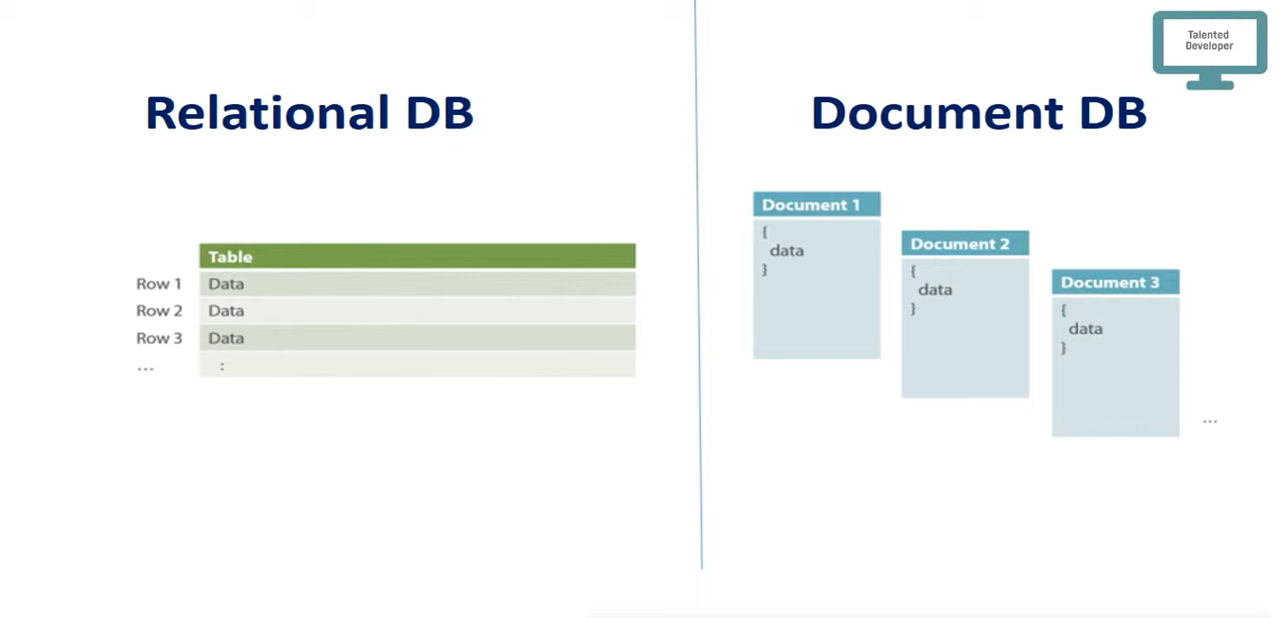 Talented
Developer
Relational DB
Document DB
Table
Row 1 Data
Row 2 Data
Row 3 Data
... :
Document 1
{
data
}
Document 2
{
data
}
Document 3
{
data
}
...